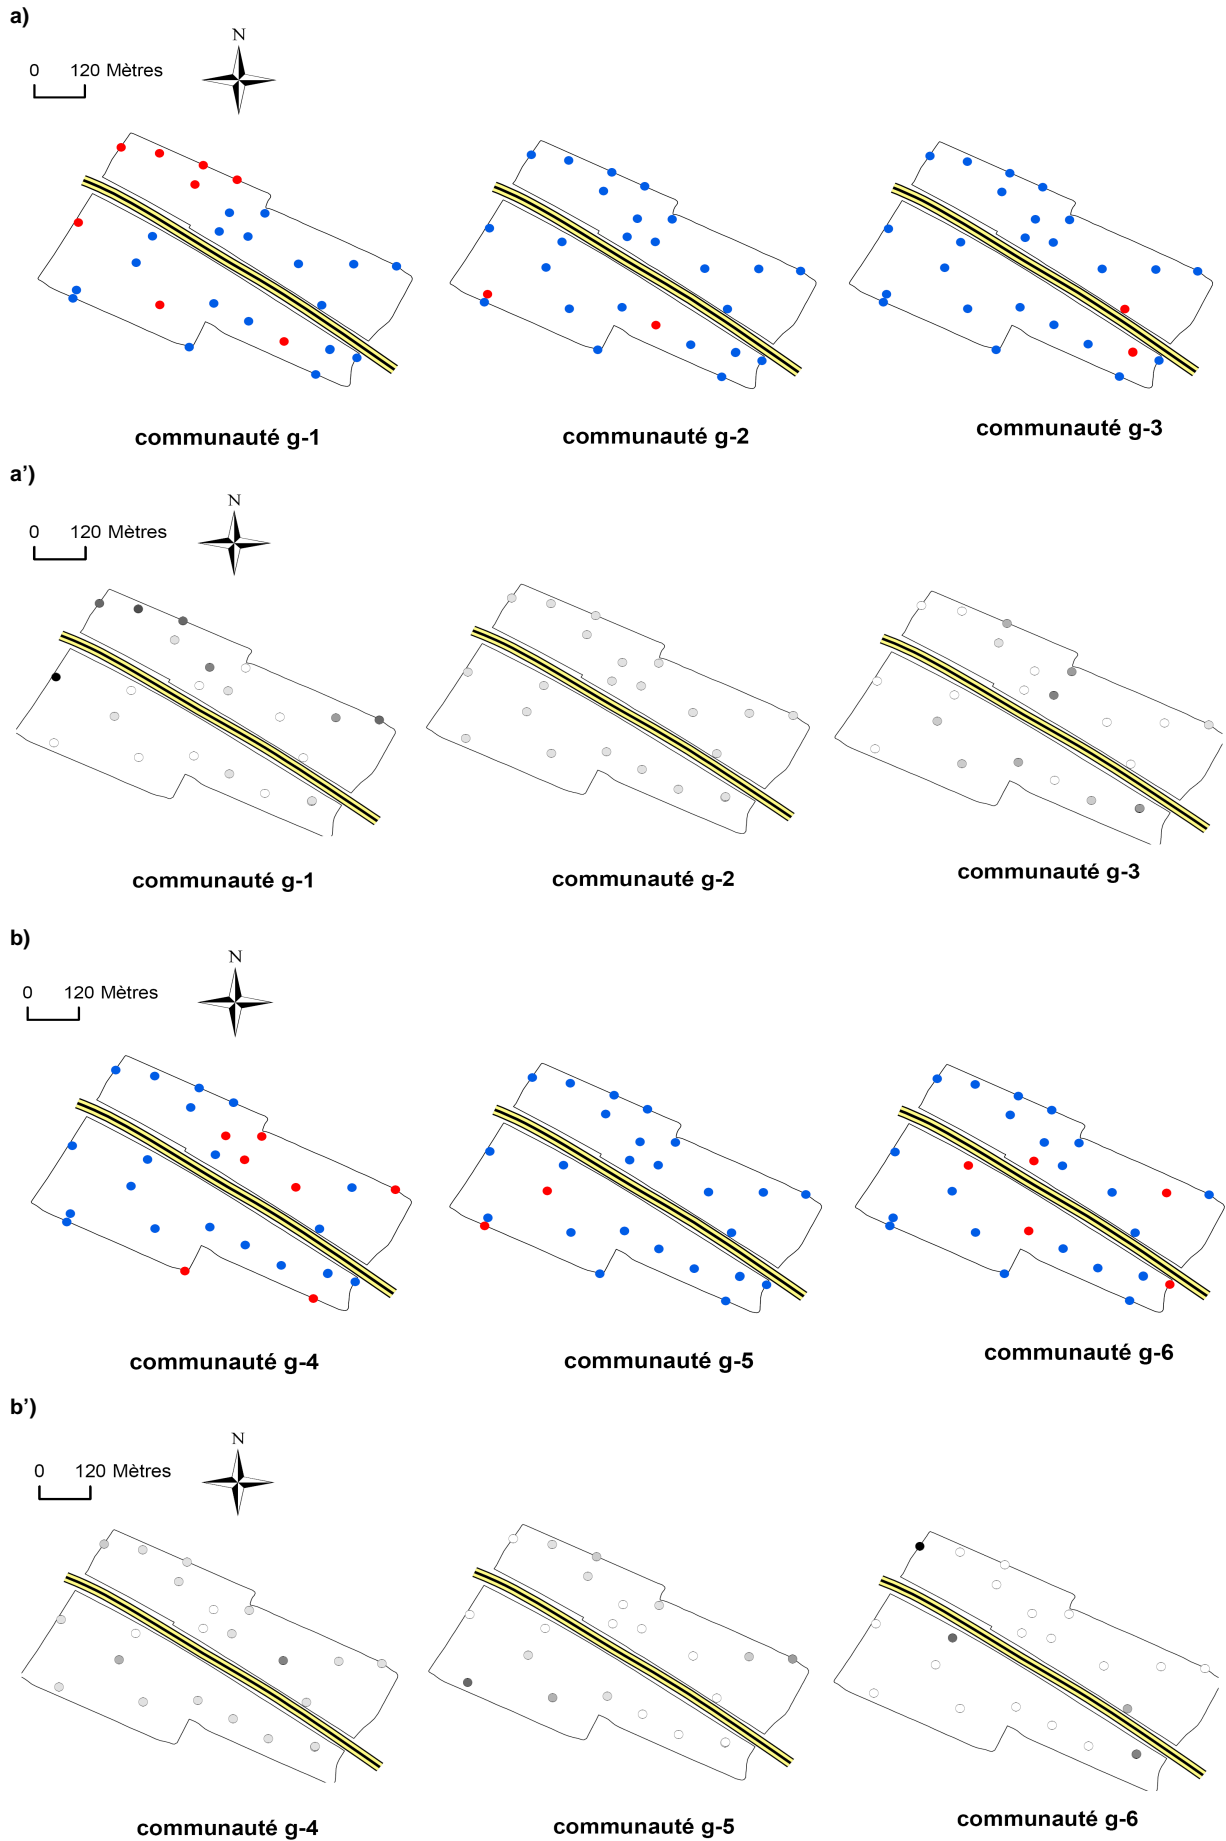 a)
N
0 120 Mètres
communauté g-1
communauté g-2
communauté g-3
a’)
N
0 120 Mètres
communauté g-1
communauté g-2
communauté g-3
b)
N
0 120 Mètres
communauté g-4
communauté g-5
communauté g-6
b’)
N
0 120 Mètres
communauté g-4
communauté g-5
communauté g-6